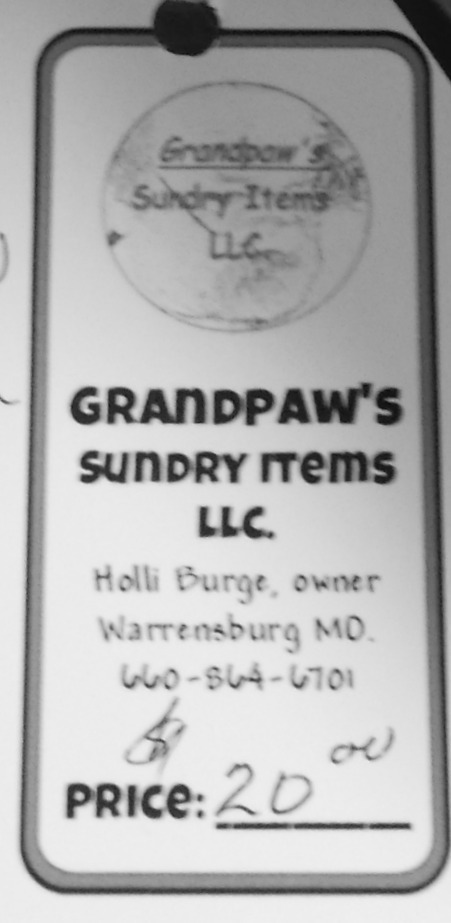 Grandpaw's
Sundry Items
LLC.
GRANDPAW'S
SUNDRY ITEMS
LLC.
Holli Burge, owner
Warrensburg MO.
660-864-6701
$
PRICE: 20 00